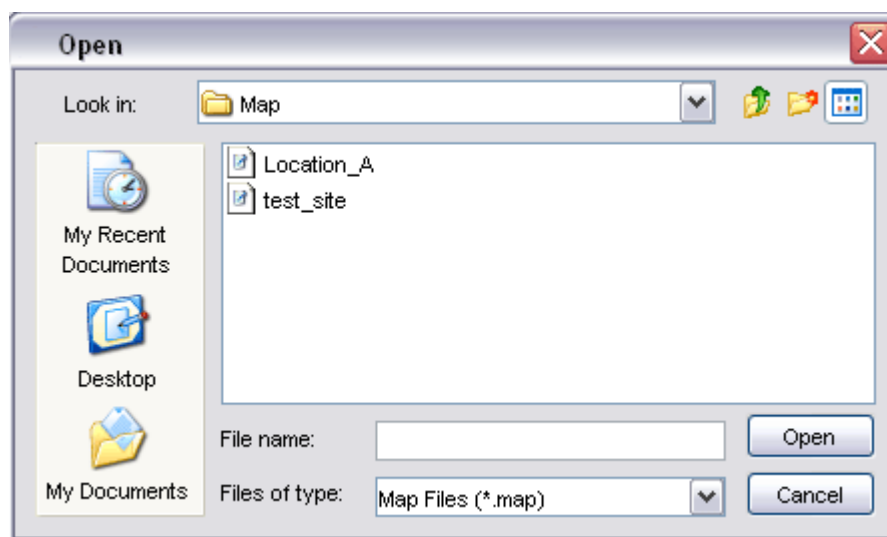 Open
Look in: Map
Location_A
test_site
My Recent
Documents
Desktop
My Documents
File name: Open
Files of type: Map Files (*.map) Cancel